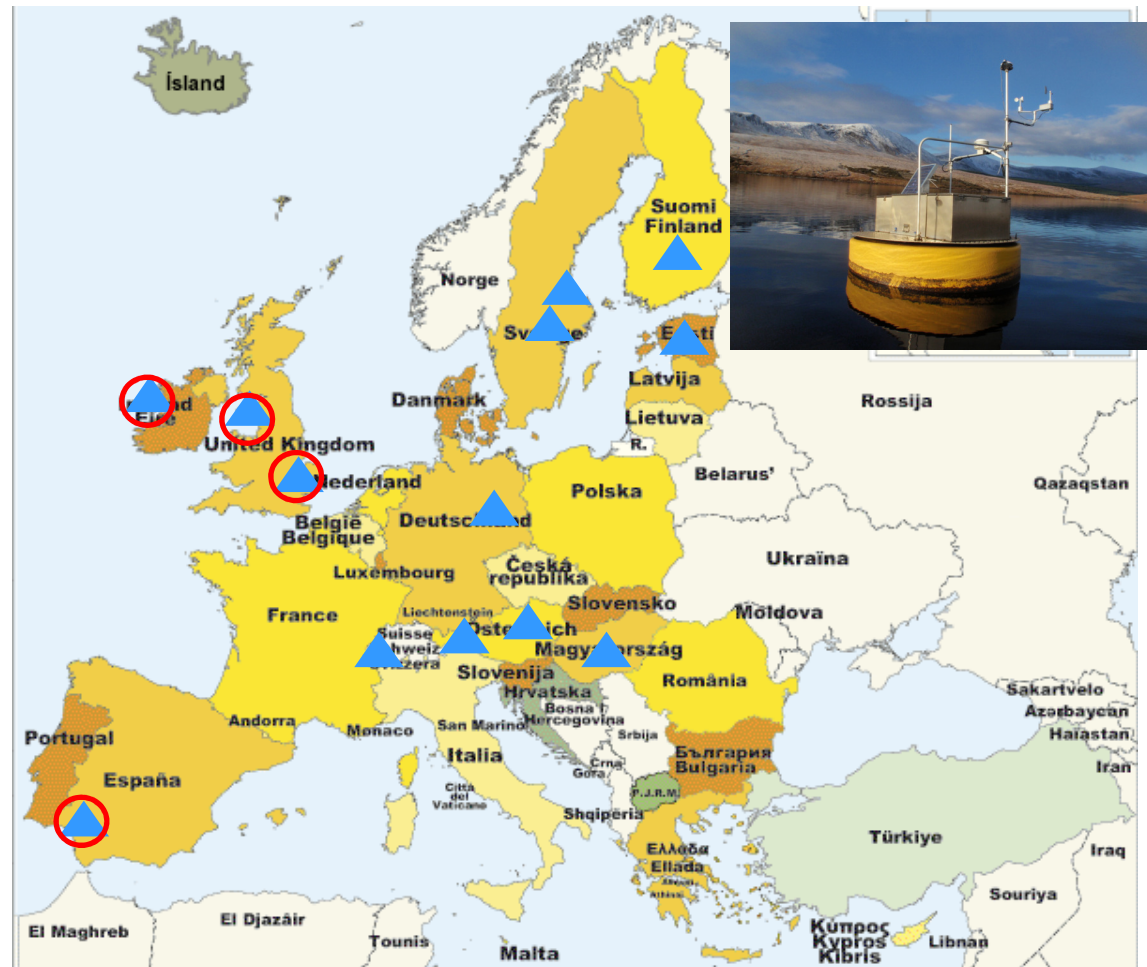 Ísland
Suomi
Finland
Norge
Danmark
Latvija
Lietuva
R.
Rossija
Eire
United Kingdom
Nederland
België
Belgique
Deutschland
Polska
Belarus'
Qazaqstan
Luxembourg
Česká
republika
Ukraïna
France
Liechtenstein
Slovensko
Moldova
Suisse
Schweiz
Svizzera
Österreich
Magyarország
Slovenija
Hrvatska
România
Bosna i
Hercegovina
Sakartvelo
Azərbaycan
Haïastan
Iran
Portugal
Andorra
Monaco
San Marino
Srbija
España
Italia
Crna
Gora
България
Bulgaria
Città
del
Vaticano
P.J.R.M.
Shqipëria
Türkiye
Iraq
Ελλάδα
Ellada
El Maghreb
El Djazâir
Tounis
Malta
Souriya
Κύπρος
Kypros
Kibris
Libnan